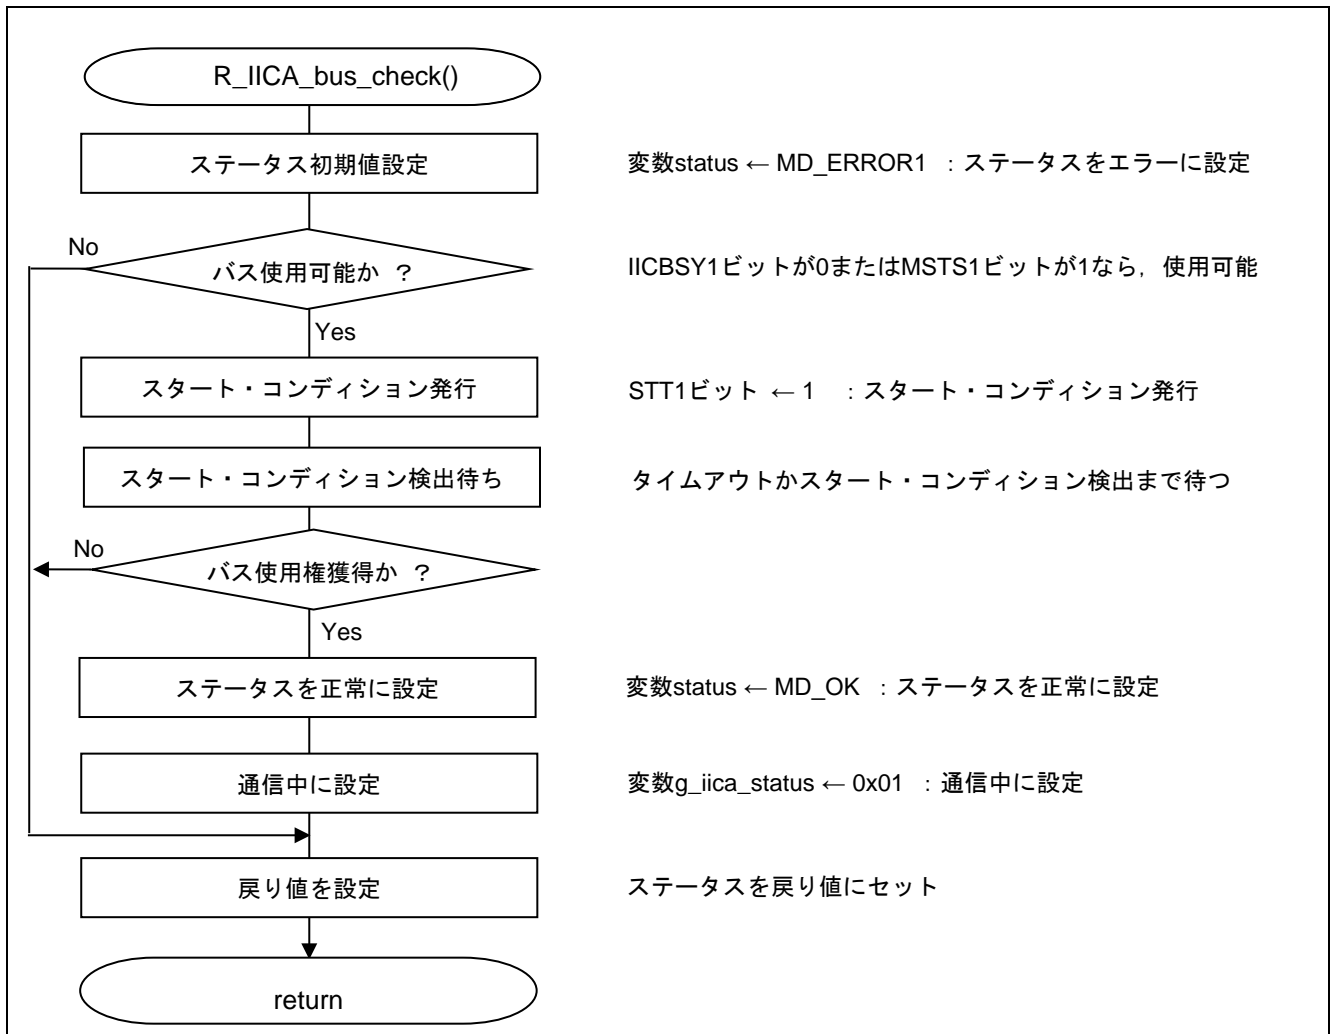 R_IICA_bus_check()
ステータス初期値設定
変数status ← MD_ERROR1 :ステータスをエラーに設定
No
バス使用可能か ?
IICBSY1ビットが0またはMSTS1ビットが1なら,使用可能
Yes
スタート・コンディション発行
STT1ビット ← 1 :スタート・コンディション発行
スタート・コンディション検出待ち
タイムアウトかスタート・コンディション検出まで待つ
No
バス使用権獲得か ?
Yes
ステータスを正常に設定
変数status ← MD_OK :ステータスを正常に設定
通信中に設定
変数g_iica_status ← 0x01 :通信中に設定
戻り値を設定
ステータスを戻り値にセット
return